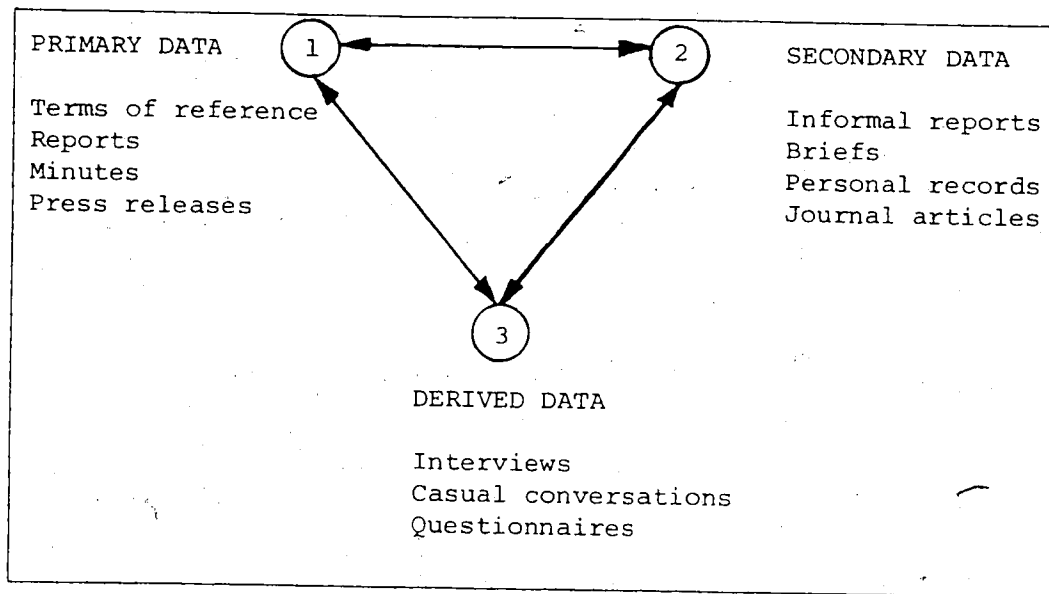 PRIMARY DATA
1
2
SECONDARY DATA
Terms of reference
Reports
Minutes
Press releases
Informal reports
Briefs
Personal records
Journal articles
3
DERIVED DATA
Interviews
Casual conversations
Questionnaires